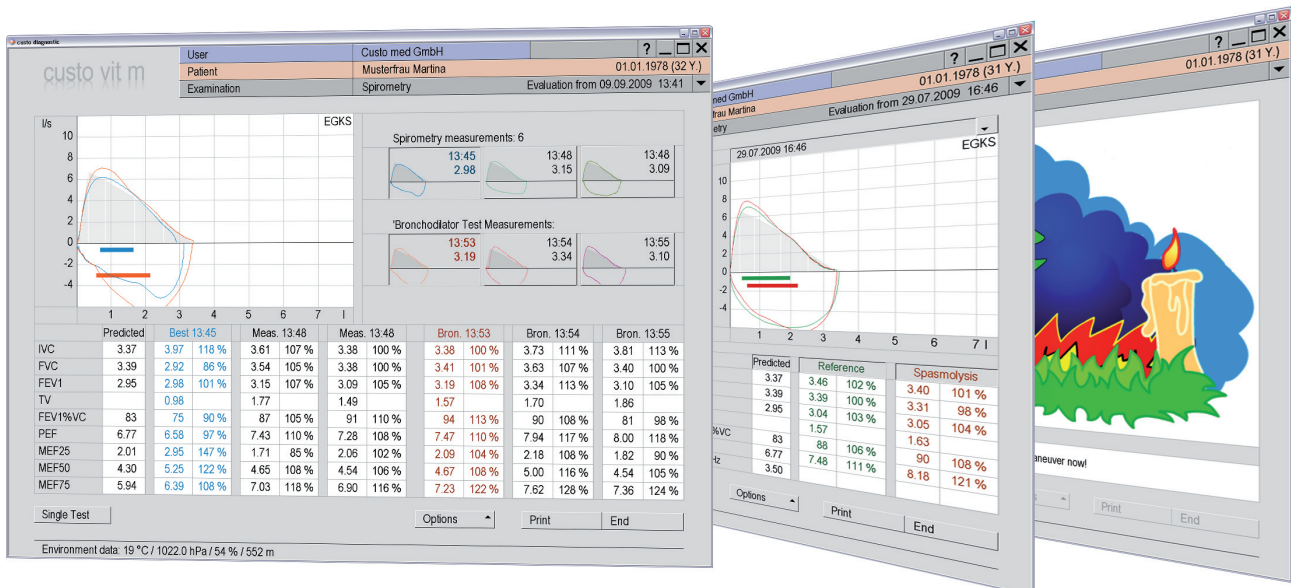 custo diagnostic
custo vit m
User Custo med GmbH
? _ □ X
Patient Musterfrau Martina 01.01.1978 (32 Y.)
Examination Spirometry Evaluation from 09.09.2009 13:41
l/s EGKS
10
8
6
4
2
0
-2
-4
1 2 3 4 5 6 7 l
Spirometry measurements: 6
13:45 13:48 13:48
2.98 3.15 3.09
'Bronchodilator Test Measurements:
13:53 13:54 13:55
3.19 3.34 3.10
Predicted Best 13:45 Meas. 13:48 Meas. 13:48 Bron. 13:53 Bron. 13:54 Bron. 13:55
IVC 3.37 3.97 118 % 3.61 107 % 3.38 100 % 3.38 100 % 3.73 111 % 3.81 113 %
FVC 3.39 2.92 86 % 3.54 105 % 3.38 100 % 3.41 101 % 3.63 107 % 3.40 100 %
FEV1 2.95 2.98 101 % 3.15 107 % 3.09 105 % 3.19 108 % 3.34 113 % 3.10 105 %
TV 0.98 1.77 1.49 1.57 1.70 1.86
FEV1%VC 83 75 90 % 87 105 % 91 110 % 94 113 % 90 108 % 81 98 %
PEF 6.77 6.58 97 % 7.43 110 % 7.28 108 % 7.47 110 % 7.94 117 % 8.00 118 %
MEF25 2.01 2.95 147 % 1.71 85 % 2.06 102 % 2.09 104 % 2.18 108 % 1.82 90 %
MEF50 4.30 5.25 122 % 4.65 108 % 4.54 106 % 4.67 108 % 5.00 116 % 4.54 105 %
MEF75 5.94 6.39 108 % 7.03 118 % 6.90 116 % 7.23 122 % 7.62 128 % 7.36 124 %
Single Test Options Print End
Environment data: 19 °C / 1022.0 hPa / 54 % / 552 m
med GmbH
rau Martina 01.01.1978 (31 Y.)
etry Evaluation from 29.07.2009 16:46
29.07.2009 16:46 EGKS
10
8
6
4
2
0
-2
-4
1 2 3 4 5 6 7 l
Predicted Reference Spasmolysis
3.37 3.46 102 % 3.40 101 %
3.39 3.39 100 % 3.31 98 %
2.95 3.04 103 % 3.05 104 %
1.57 1.63
%VC 83 88 106 % 90 108 %
6.77 7.48 111 % 8.18 121 %
Hz 3.50
Options Print End
01.01.1978 (31 Y.)
aneuver now!
Print End